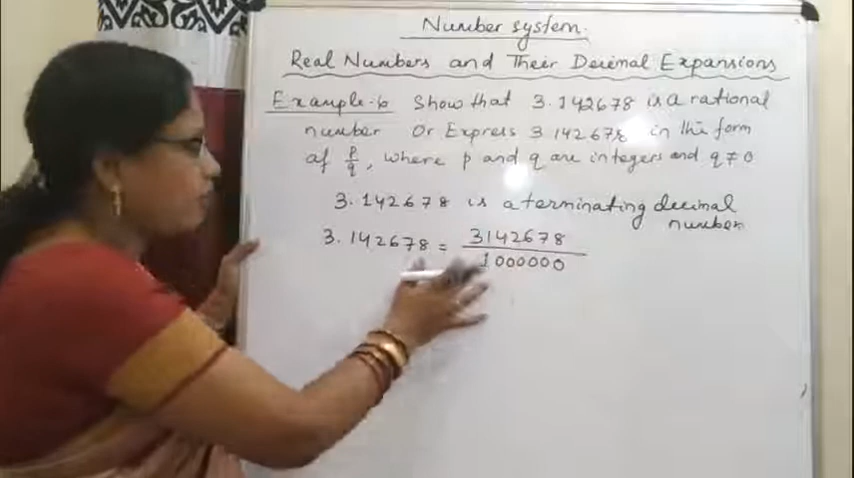 Number system.
Real Numbers and Their Decimal Expansions
Example-6 Show that 3.142678 is a rational
number Or Express 3.142678 in the form
of p/q, where p and q are integers and q ≠ 0
3.142678 is a terminating decimal
number
3.142678 = 3142678
1000000